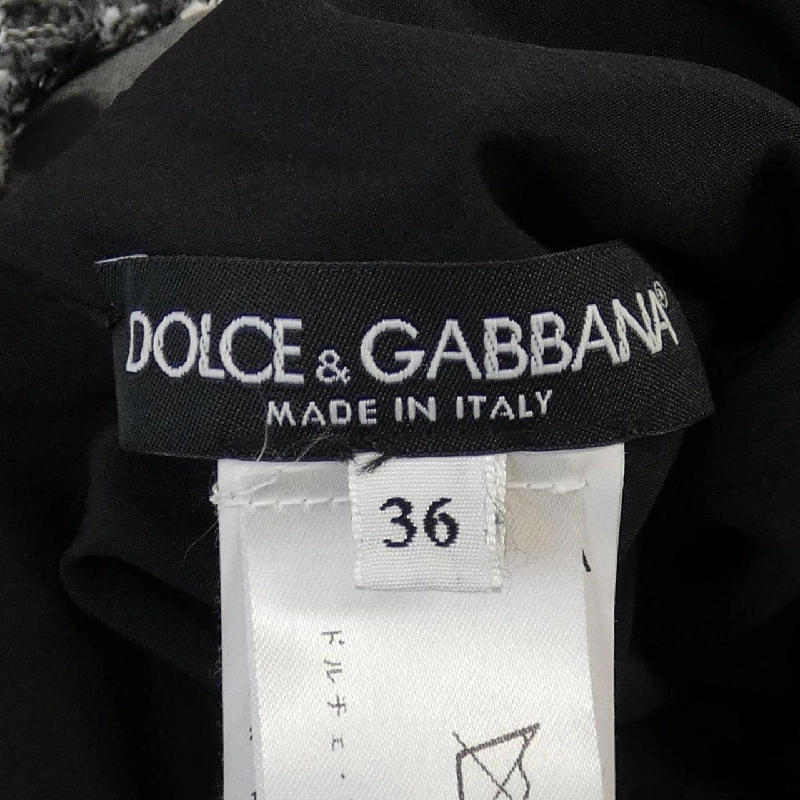 DOLCE & GABBANA®
MADE IN ITALY
36
ドルチェ・